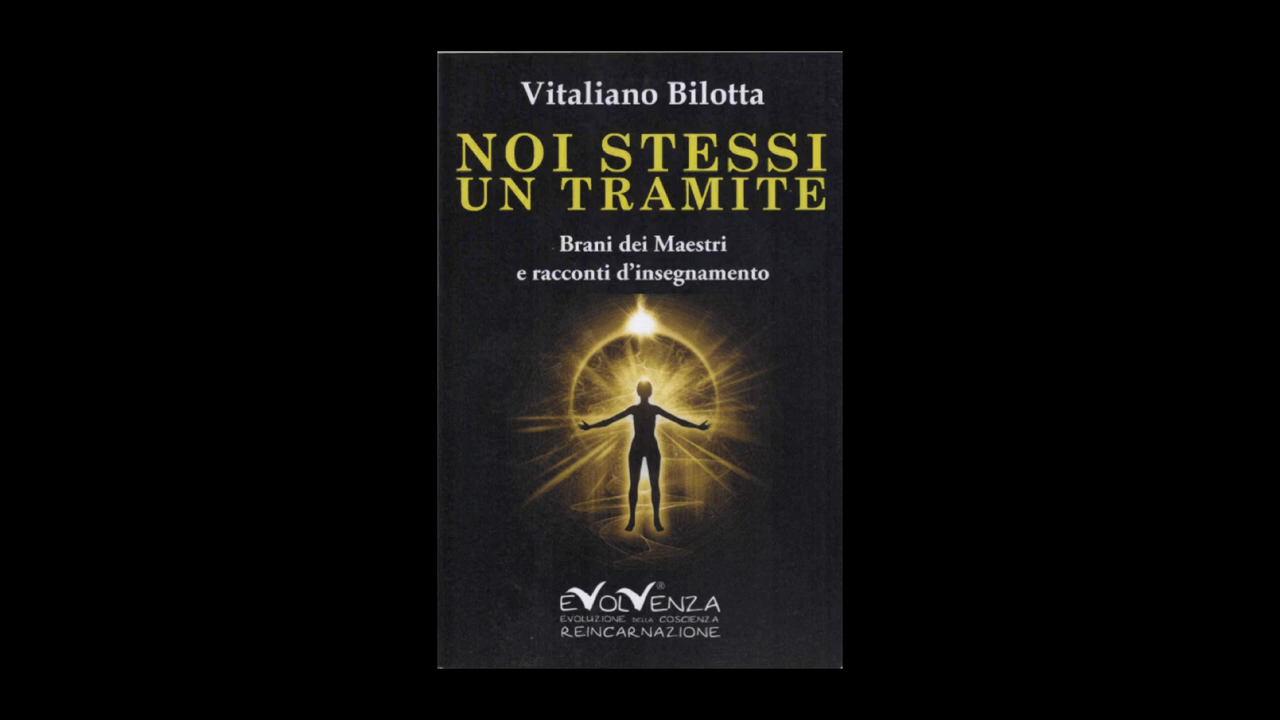 Vitaliano Bilotta
NOI STESSI
UN TRAMITE
Brani dei Maestri
e racconti d'insegnamento
EVOLVENZA®
EVOLUZIONE DELLA COSCIENZA
REINCARNAZIONE